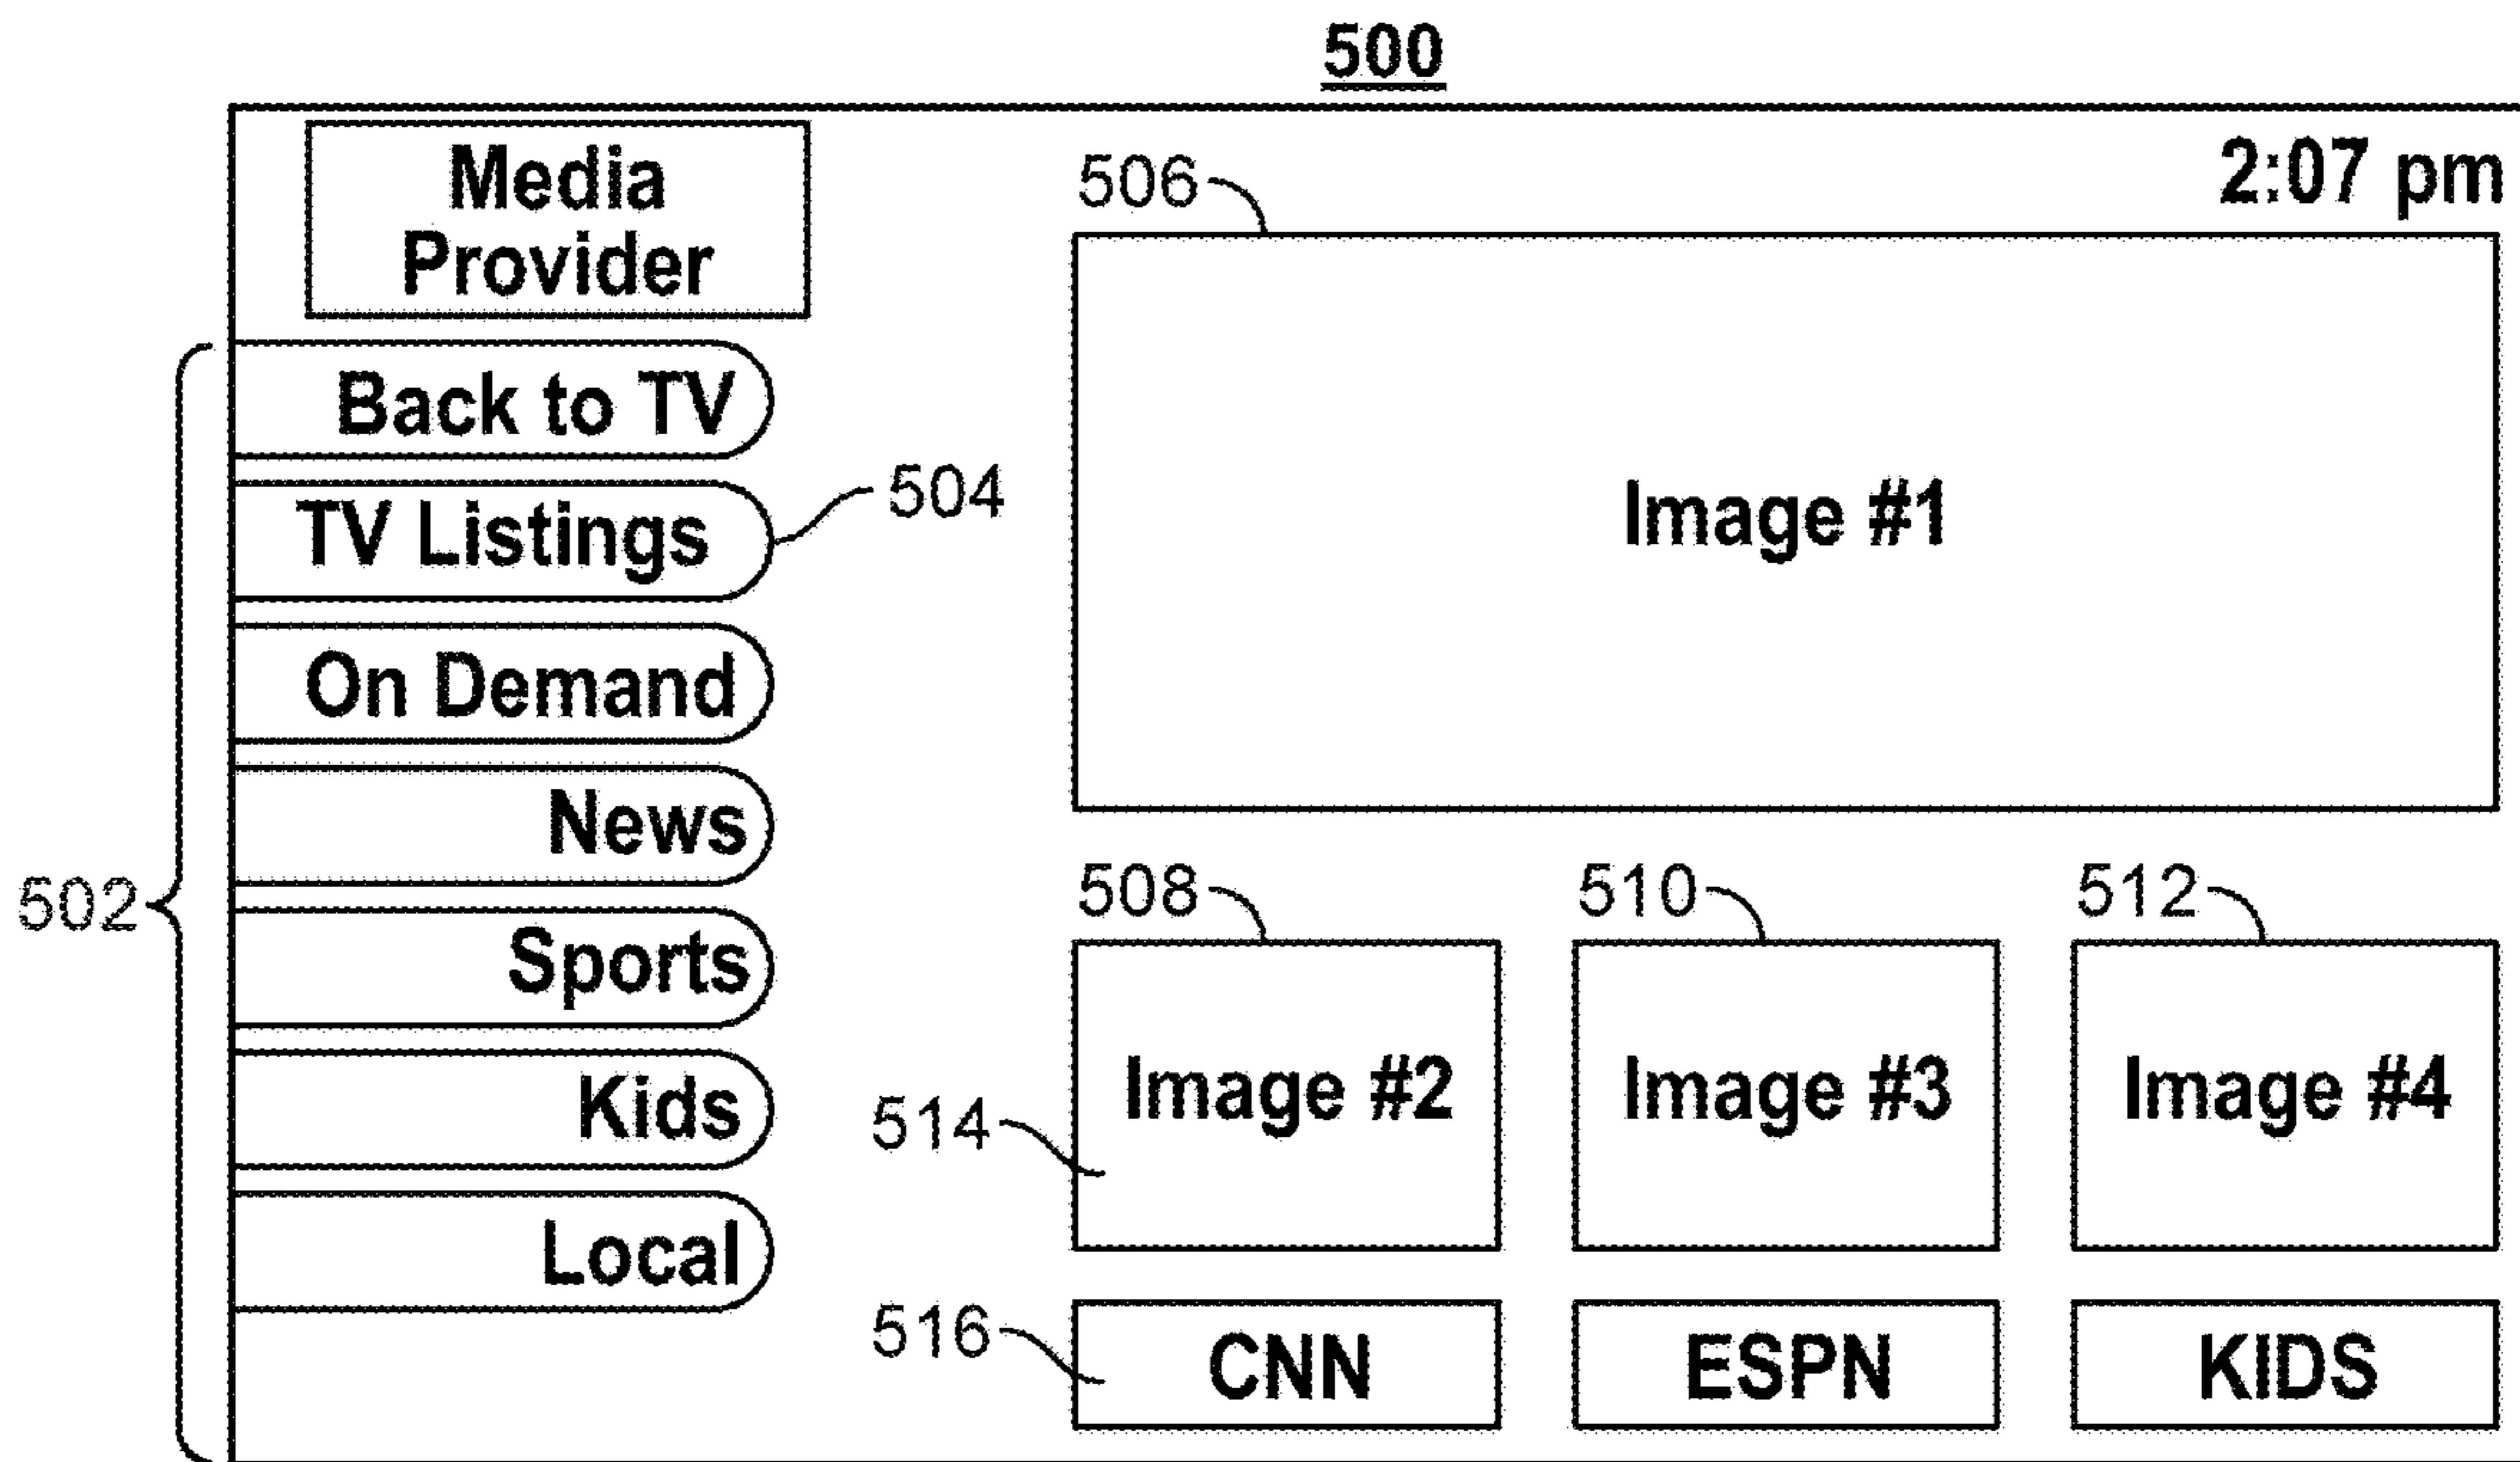 500
Media
Provider
2:07 pm
506
Back to TV
TV Listings
504
Image #1
On Demand
News
502
508
510
512
Sports
Kids
Image #2
Image #3
Image #4
514
Local
516
CNN
ESPN
KIDS